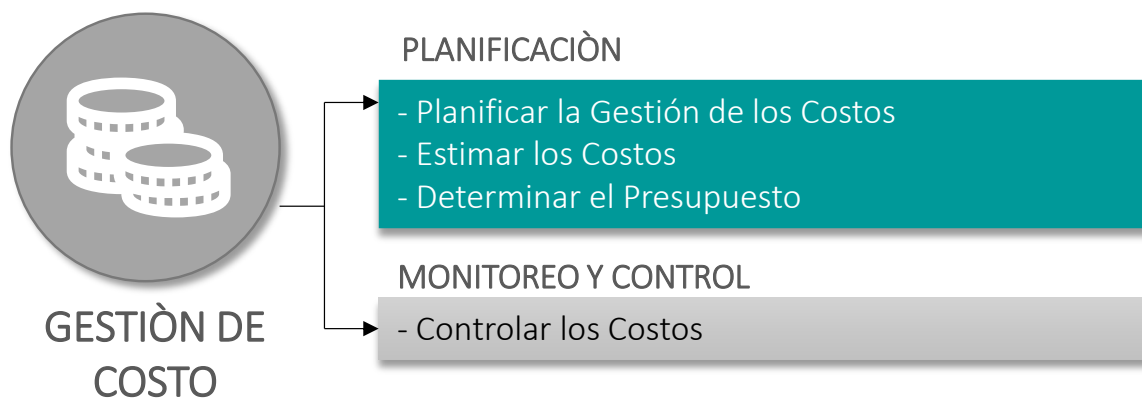 PLANIFICACIÒN
- Planificar la Gestión de los Costos
- Estimar los Costos
- Determinar el Presupuesto
MONITOREO Y CONTROL
- Controlar los Costos
GESTIÒN DE
COSTO